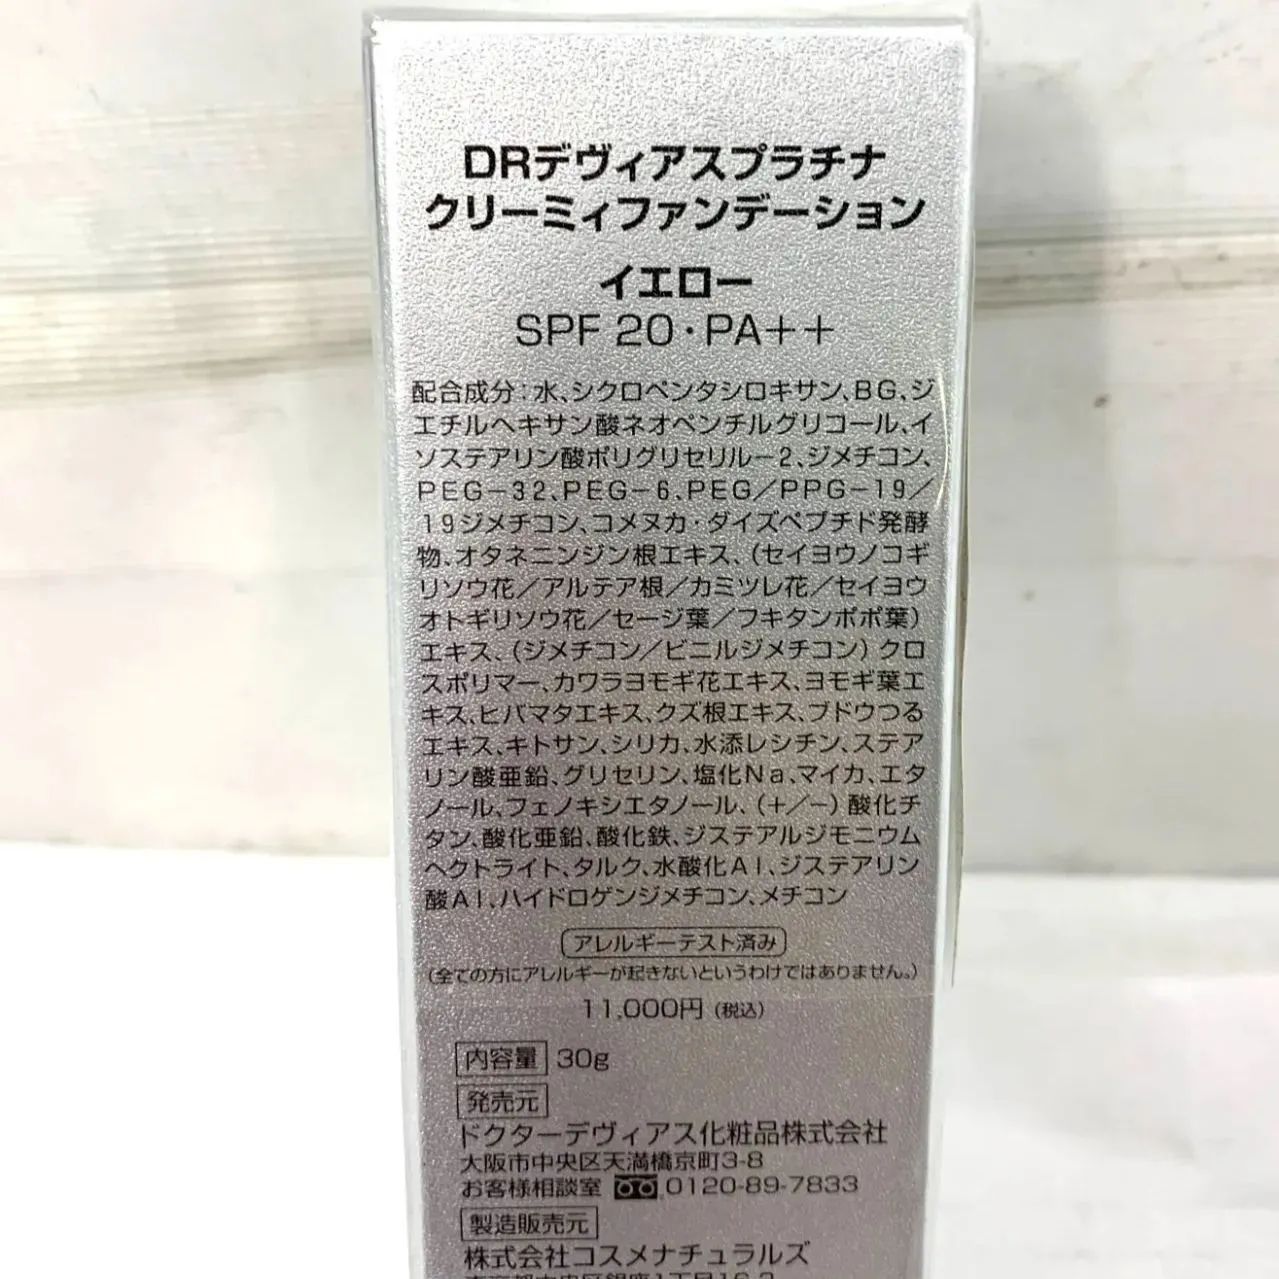 DRデヴィアスプラチナ
クリーミィファンデーション
イエロー
SPF 20・PA++
配合成分:水、シクロペンタシロキサン、BG、ジ
エチルヘキサン酸ネオペンチルグリコール、イ
ソステアリン酸ポリグリセリル-2、ジメチコン、
PEG-32、PEG-6、PEG/PPG-19/
19ジメチコン、コメヌカ・ダイズペプチド発酵
物、オタネニンジン根エキス、(セイヨウノコギ
リソウ花/アルテア根/カミツレ花/セイヨウ
オトギリソウ花/セージ葉/フキタンポポ葉)
エキス、(ジメチコン/ビニルジメチコン)クロ
スポリマー、カワラヨモギ花エキス、ヨモギ葉エ
キス、ヒバマタエキス、クズ根エキス、ブドウつる
エキス、キトサン、シリカ、水添レシチン、ステア
リン酸亜鉛、グリセリン、塩化Na、マイカ、エタ
ノール、フェノキシエタノール、(+/-)酸化チ
タン、酸化亜鉛、酸化鉄、ジステアルジモニウム
ヘクトライト、タルク、水酸化Al、ジステアリン
酸Al、ハイドロゲンジメチコン、メチコン
アレルギーテスト済み
(全ての方にアレルギーが起きないというわけではありません。)
11,000円(税込)
内容量 30g
発売元
ドクターデヴィアス化粧品株式会社
大阪市中央区天満橋京町3-8
お客様相談室 0120-89-7833
製造販売元
株式会社コスメナチュラルズ
東京都中央区銀座1丁目16-3